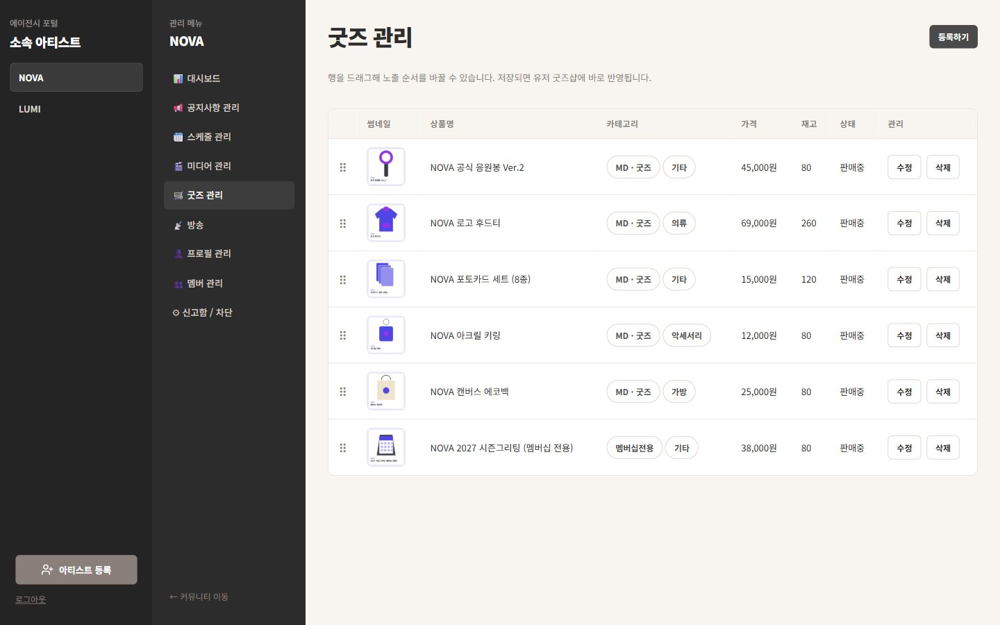 에이전시 포털
소속 아티스트
NOVA
LUMI
아티스트 등록
로그아웃
관리 메뉴
NOVA
대시보드
공지사항 관리
스케줄 관리
미디어 관리
굿즈 관리
방송
프로필 관리
멤버 관리
신고함 / 차단
← 커뮤니티 이동
굿즈 관리
등록하기
행을 드래그해 노출 순서를 바꿀 수 있습니다. 저장되면 유저 굿즈샵에 바로 반영됩니다.
썸네일 상품명 카테고리 가격 재고 상태 관리
NOVA 공식 응원봉 Ver.2 MD · 굿즈 기타 45,000원 80 판매중 수정 삭제
NOVA 로고 후드티 MD · 굿즈 의류 69,000원 260 판매중 수정 삭제
NOVA 포토카드 세트 (8종) MD · 굿즈 기타 15,000원 120 판매중 수정 삭제
NOVA 아크릴 키링 MD · 굿즈 악세서리 12,000원 80 판매중 수정 삭제
NOVA 캔버스 에코백 MD · 굿즈 가방 25,000원 80 판매중 수정 삭제
NOVA 2027 시즌그리팅 (멤버십 전용) 멤버십전용 기타 38,000원 80 판매중 수정 삭제